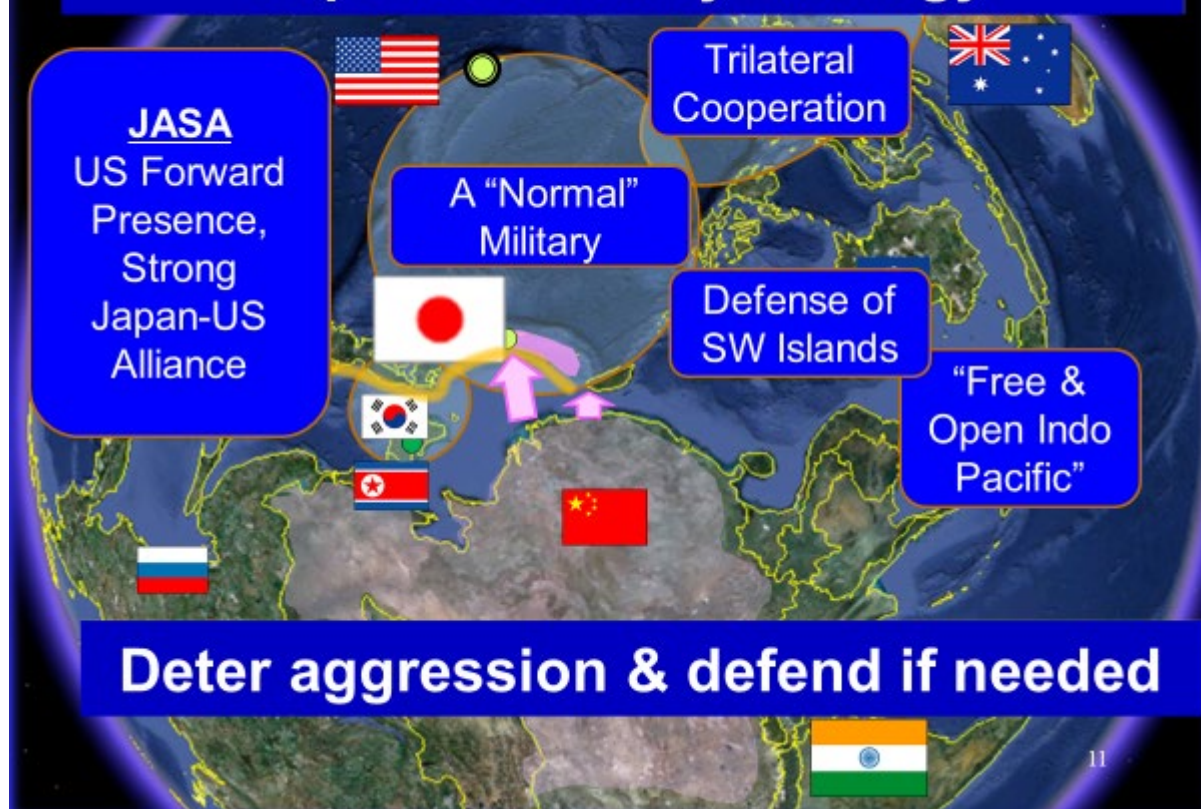 JASA
US Forward
Presence,
Strong
Japan-US
Alliance
Trilateral
Cooperation
A “Normal”
Military
Defense of
SW Islands
“Free &
Open Indo
Pacific”
Deter aggression & defend if needed
11